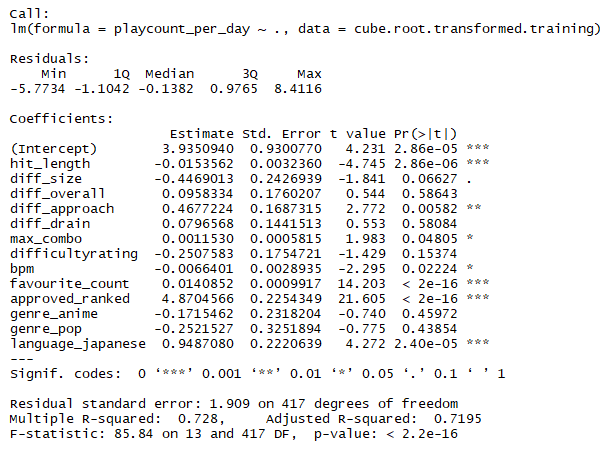 Call:
lm(formula = playcount_per_day ~ ., data = cube.root.transformed.training)
Residuals:
    Min      1Q  Median      3Q     Max
-5.7734 -1.1042 -0.1382  0.9765  8.4116
Coefficients:
                    Estimate Std. Error t value Pr(>|t|)
(Intercept)        3.9350940  0.9300770   4.231 2.86e-05 ***
hit_length        -0.0153562  0.0032360  -4.745 2.86e-06 ***
diff_size         -0.4469013  0.2426939  -1.841  0.06627 .
diff_overall       0.0958334  0.1760207   0.544  0.58643
diff_approach      0.4677224  0.1687315   2.772  0.00582 **
diff_drain         0.0796568  0.1441513   0.553  0.58084
max_combo          0.0011530  0.0005815   1.983  0.04805 *
difficultyrating  -0.2507583  0.1754721  -1.429  0.15374
bpm               -0.0066401  0.0028935  -2.295  0.02224 *
favourite_count    0.0140852  0.0009917  14.203  < 2e-16 ***
approved_ranked    4.8704566  0.2254349  21.605  < 2e-16 ***
genre_anime       -0.1715462  0.2318204  -0.740  0.45972
genre_pop         -0.2521527  0.3251894  -0.775  0.43854
language_japanese  0.9487080  0.2220639   4.272 2.40e-05 ***
---
Signif. codes:  0 ‘***’ 0.001 ‘**’ 0.01 ‘*’ 0.05 ‘.’ 0.1 ‘ ’ 1
Residual standard error: 1.909 on 417 degrees of freedom
Multiple R-squared:  0.728,	Adjusted R-squared:  0.7195
F-statistic: 85.84 on 13 and 417 DF,  p-value: < 2.2e-16